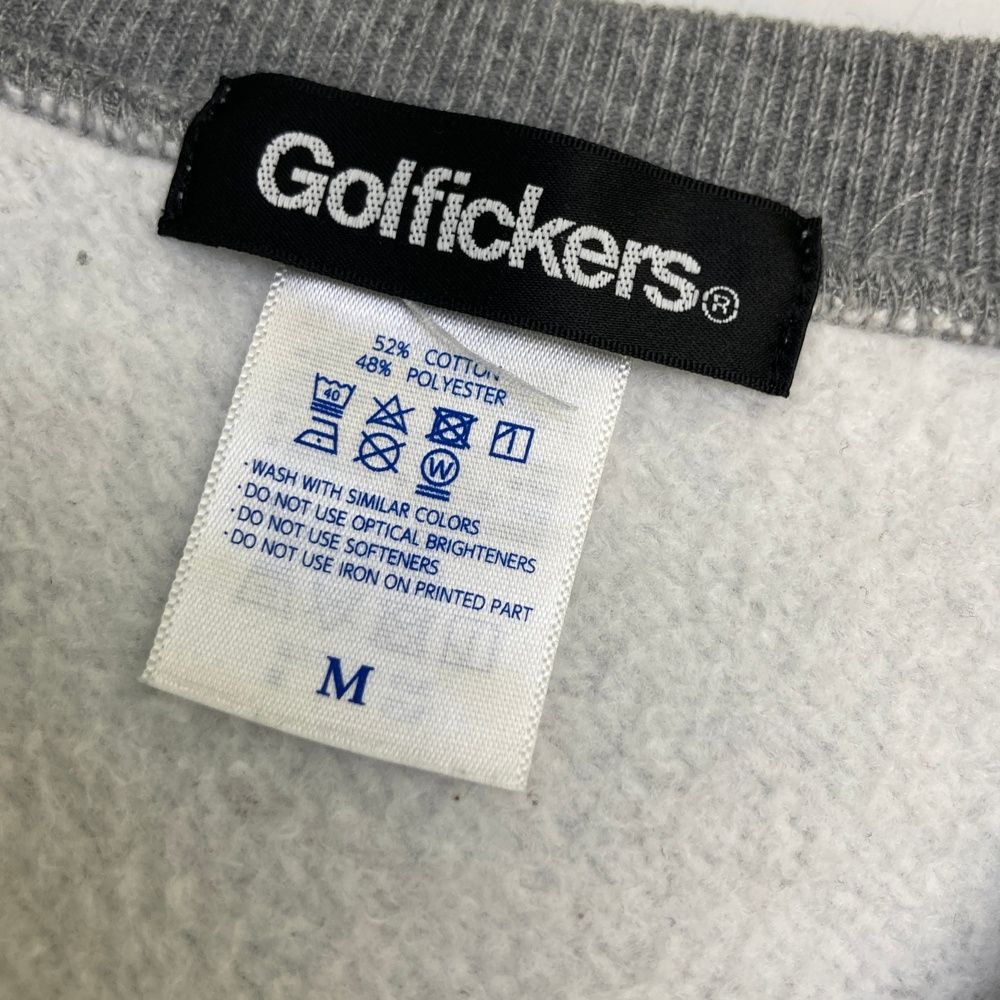 Golfickers®
52% COTTON
48% POLYESTER
40
W
·WASH WITH SIMILAR COLORS
·DO NOT USE OPTICAL BRIGHTENERS
·DO NOT USE SOFTENERS
·DO NOT USE IRON ON PRINTED PART
M